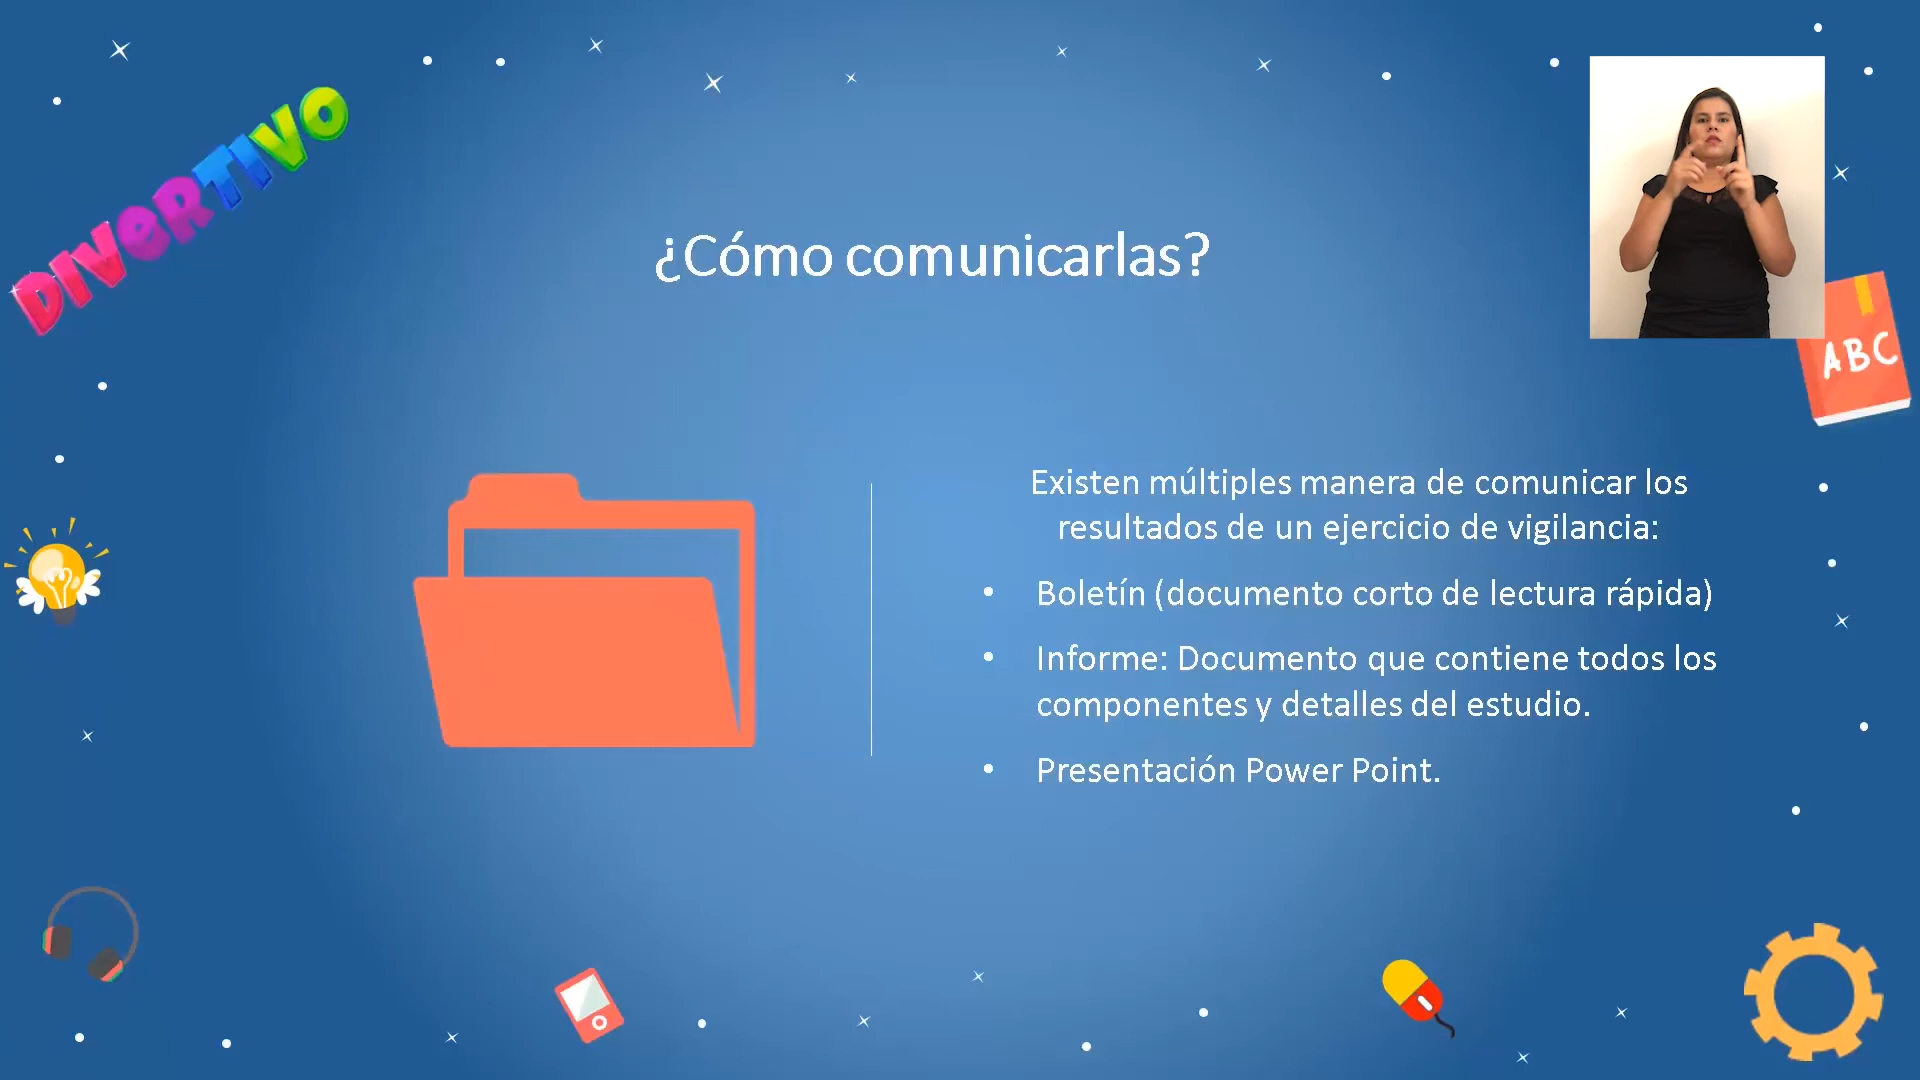 DIVeRTIVO
¿Cómo comunicarlas?
ABC
Existen múltiples manera de comunicar los
resultados de un ejercicio de vigilancia:
• Boletín (documento corto de lectura rápida)
• Informe: Documento que contiene todos los
componentes y detalles del estudio.
• Presentación Power Point.